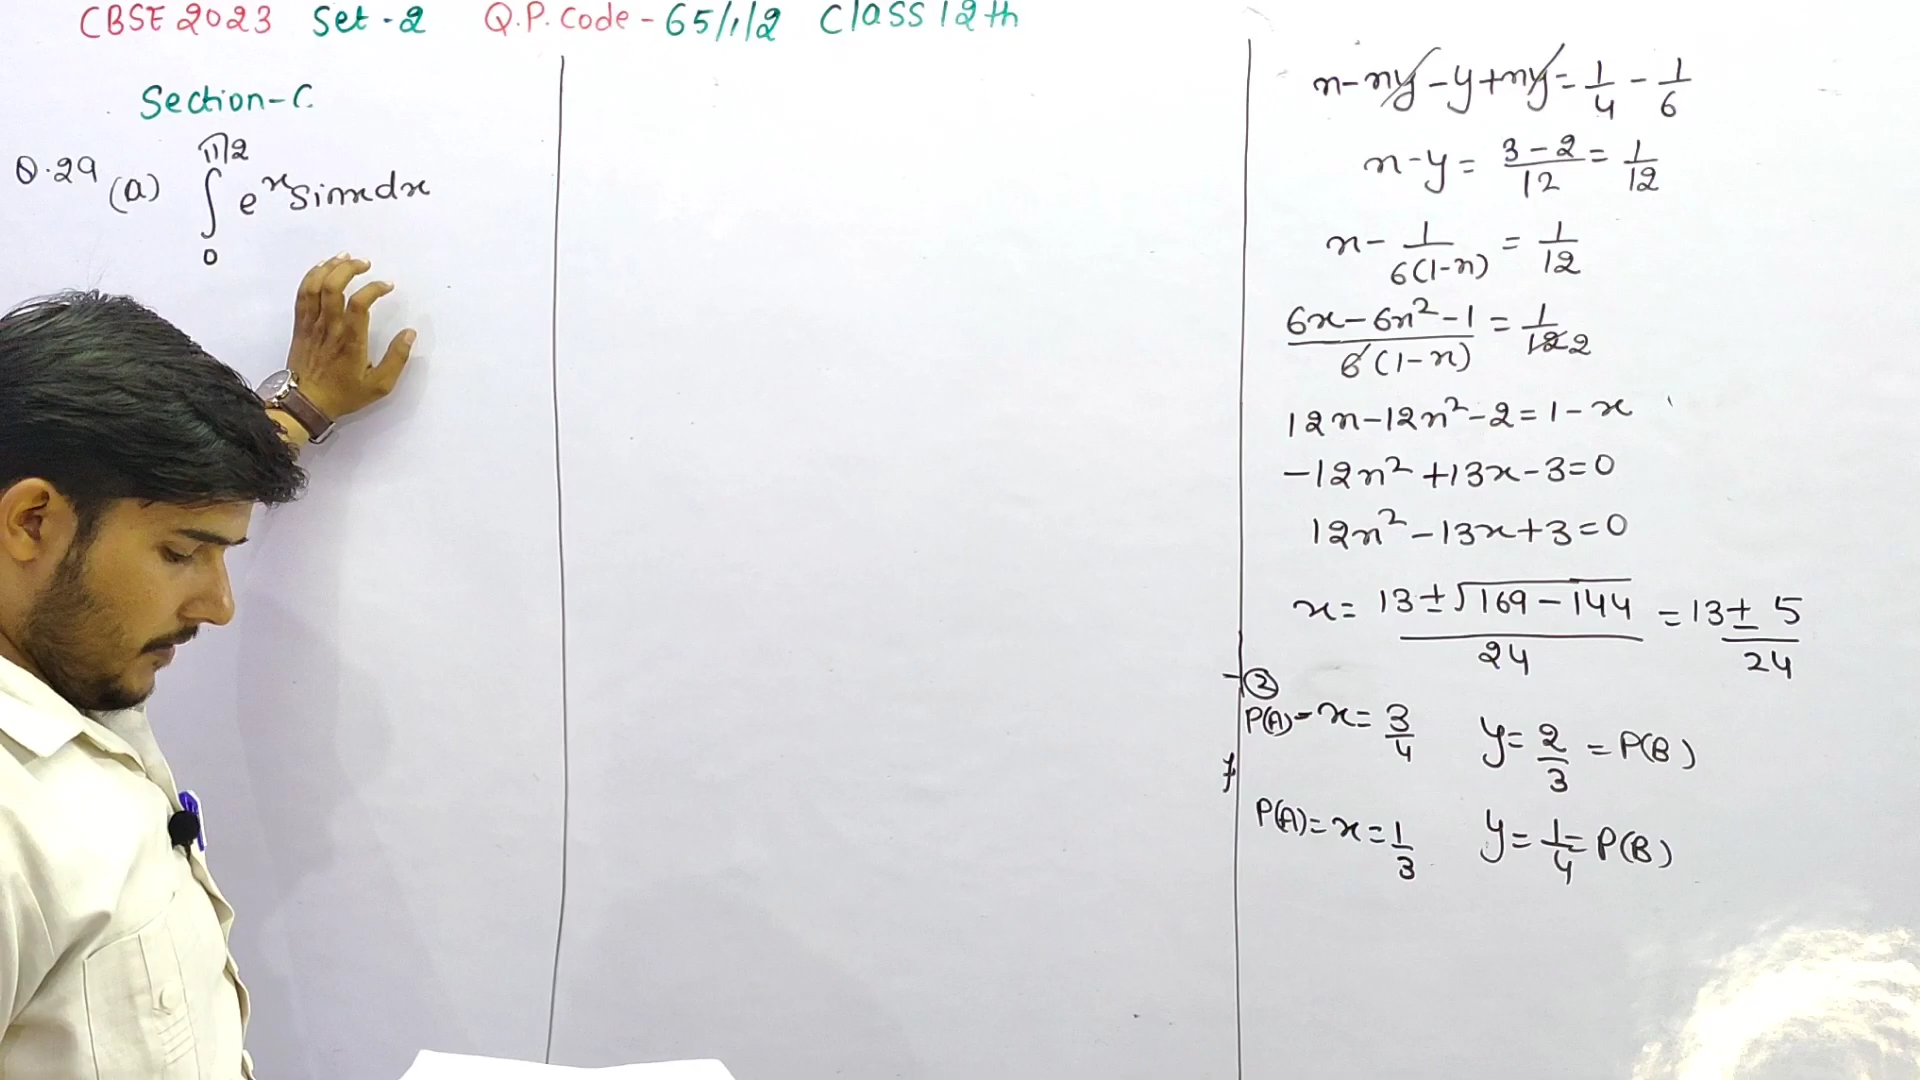 CBSE 2023 Set-2 Q.P. Code - 65/1/2 Class 12th
Section-C
Q.29 (a) ∫₀^{π/2} eˣ sinx dx
x - xy - y + xy = 1/4 - 1/6
x - y = (3-2)/12 = 1/12
x - 1/(6(1-x)) = 1/12
(6x - 6x² - 1)/(6(1-x)) = 1/12 2
12x - 12x² - 2 = 1 - x
-12x² + 13x - 3 = 0
12x² - 13x + 3 = 0
x = (13 ± √(169 - 144))/24 = (13 ± 5)/24
-②
P(A) = x = 3/4 y = 2/3 = P(B)
P(A) = x = 1/3 y = 1/4 = P(B)